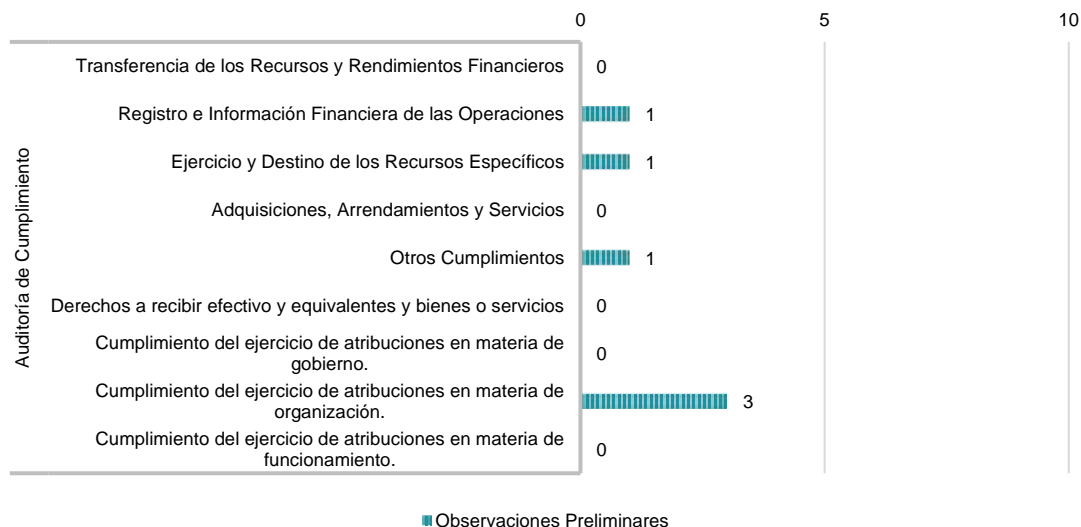 0 5 10
Auditoría de Cumplimiento
Transferencia de los Recursos y Rendimientos Financieros 0
Registro e Información Financiera de las Operaciones 1
Ejercicio y Destino de los Recursos Específicos 1
Adquisiciones, Arrendamientos y Servicios 0
Otros Cumplimientos 1
Derechos a recibir efectivo y equivalentes y bienes o servicios 0
Cumplimiento del ejercicio de atribuciones en materia de
gobierno. 0
Cumplimiento del ejercicio de atribuciones en materia de
organización. 3
Cumplimiento del ejercicio de atribuciones en materia de
funcionamiento. 0
Observaciones Preliminares